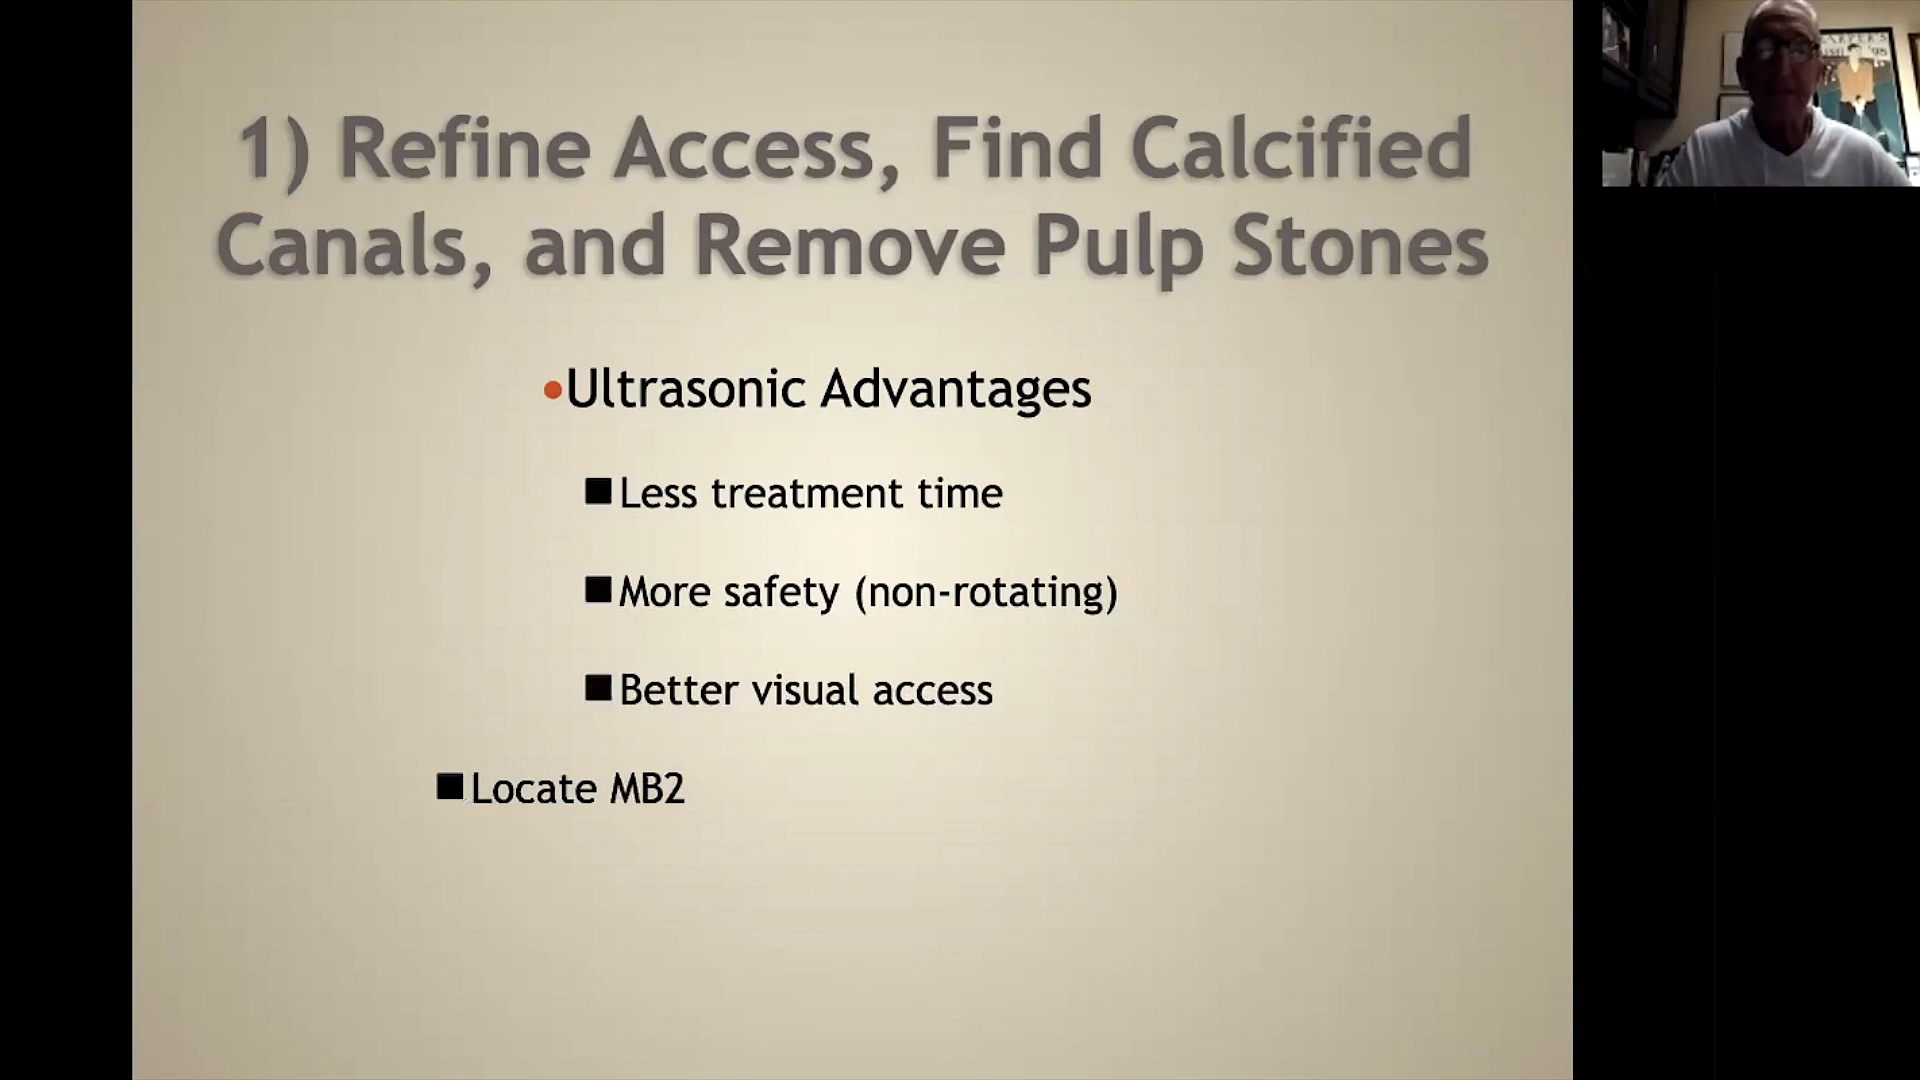 1) Refine Access, Find Calcified
Canals, and Remove Pulp Stones
•Ultrasonic Advantages
■Less treatment time
■More safety (non-rotating)
■Better visual access
■Locate MB2